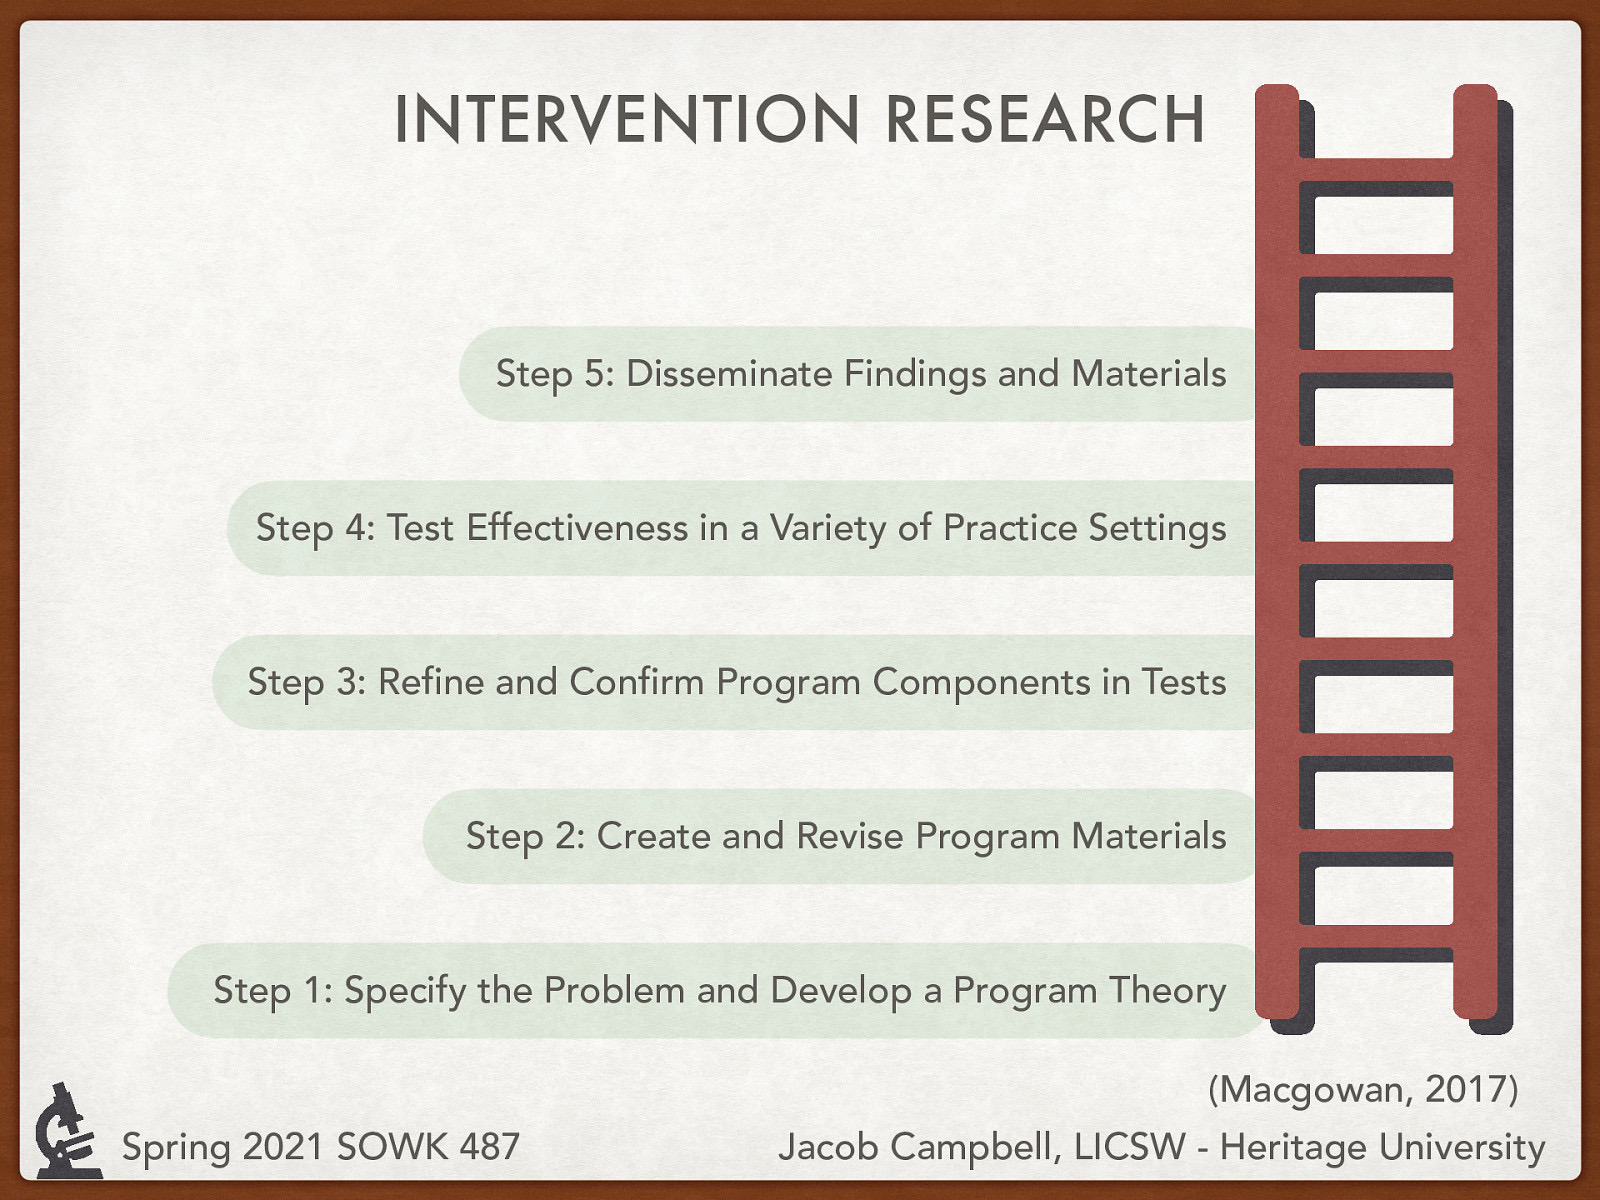 INTERVENTION RESEARCH
Step 5: Disseminate Findings and Materials
Step 4: Test Effectiveness in a Variety of Practice Settings
Step 3: Refine and Confirm Program Components in Tests
Step 2: Create and Revise Program Materials
Step 1: Specify the Problem and Develop a Program Theory
(Macgowan, 2017)
Spring 2021 SOWK 487
Jacob Campbell, LICSW - Heritage University